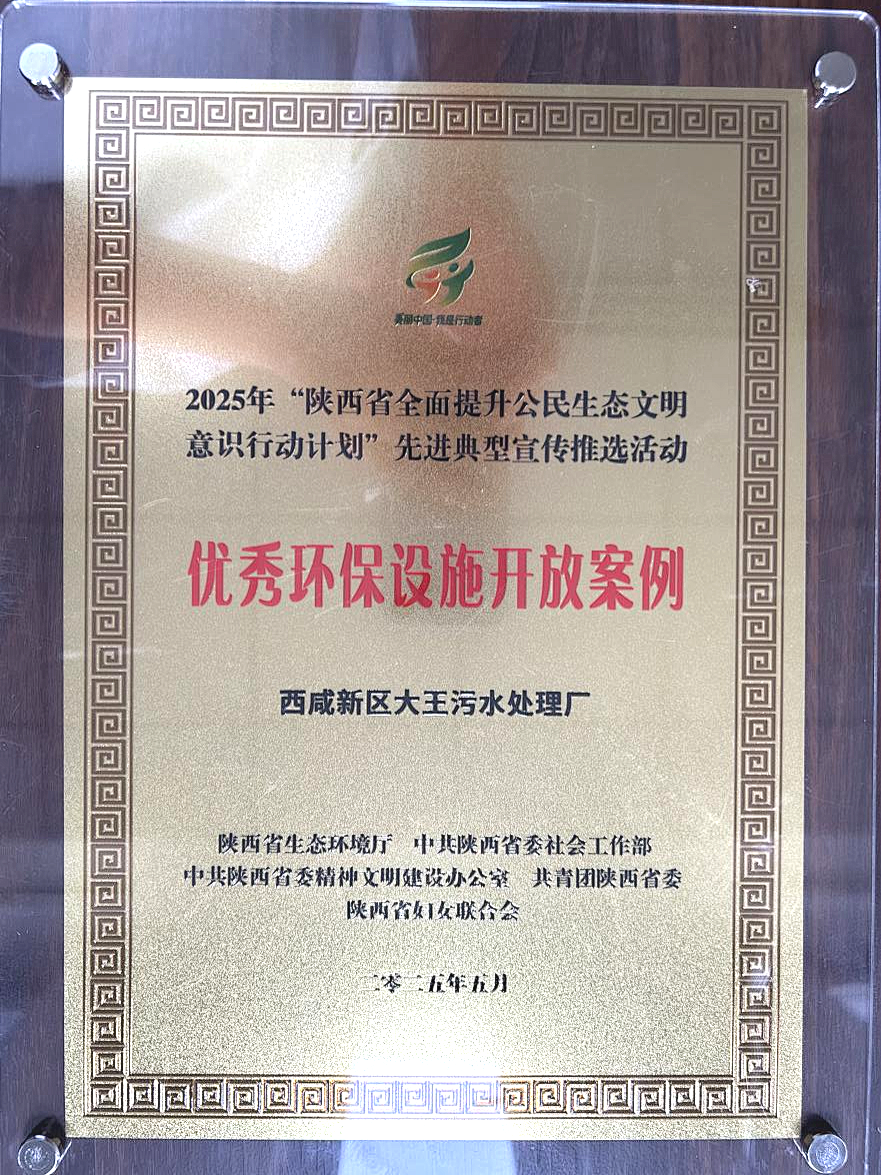 美丽中国·我是行动者
2025年“陕西省全面提升公民生态文明
意识行动计划”先进典型宣传推选活动
优秀环保设施开放案例
西咸新区大王污水处理厂
陕西省生态环境厅 中共陕西省委社会工作部
中共陕西省委精神文明建设办公室 共青团陕西省委
陕西省妇女联合会
二零二五年五月